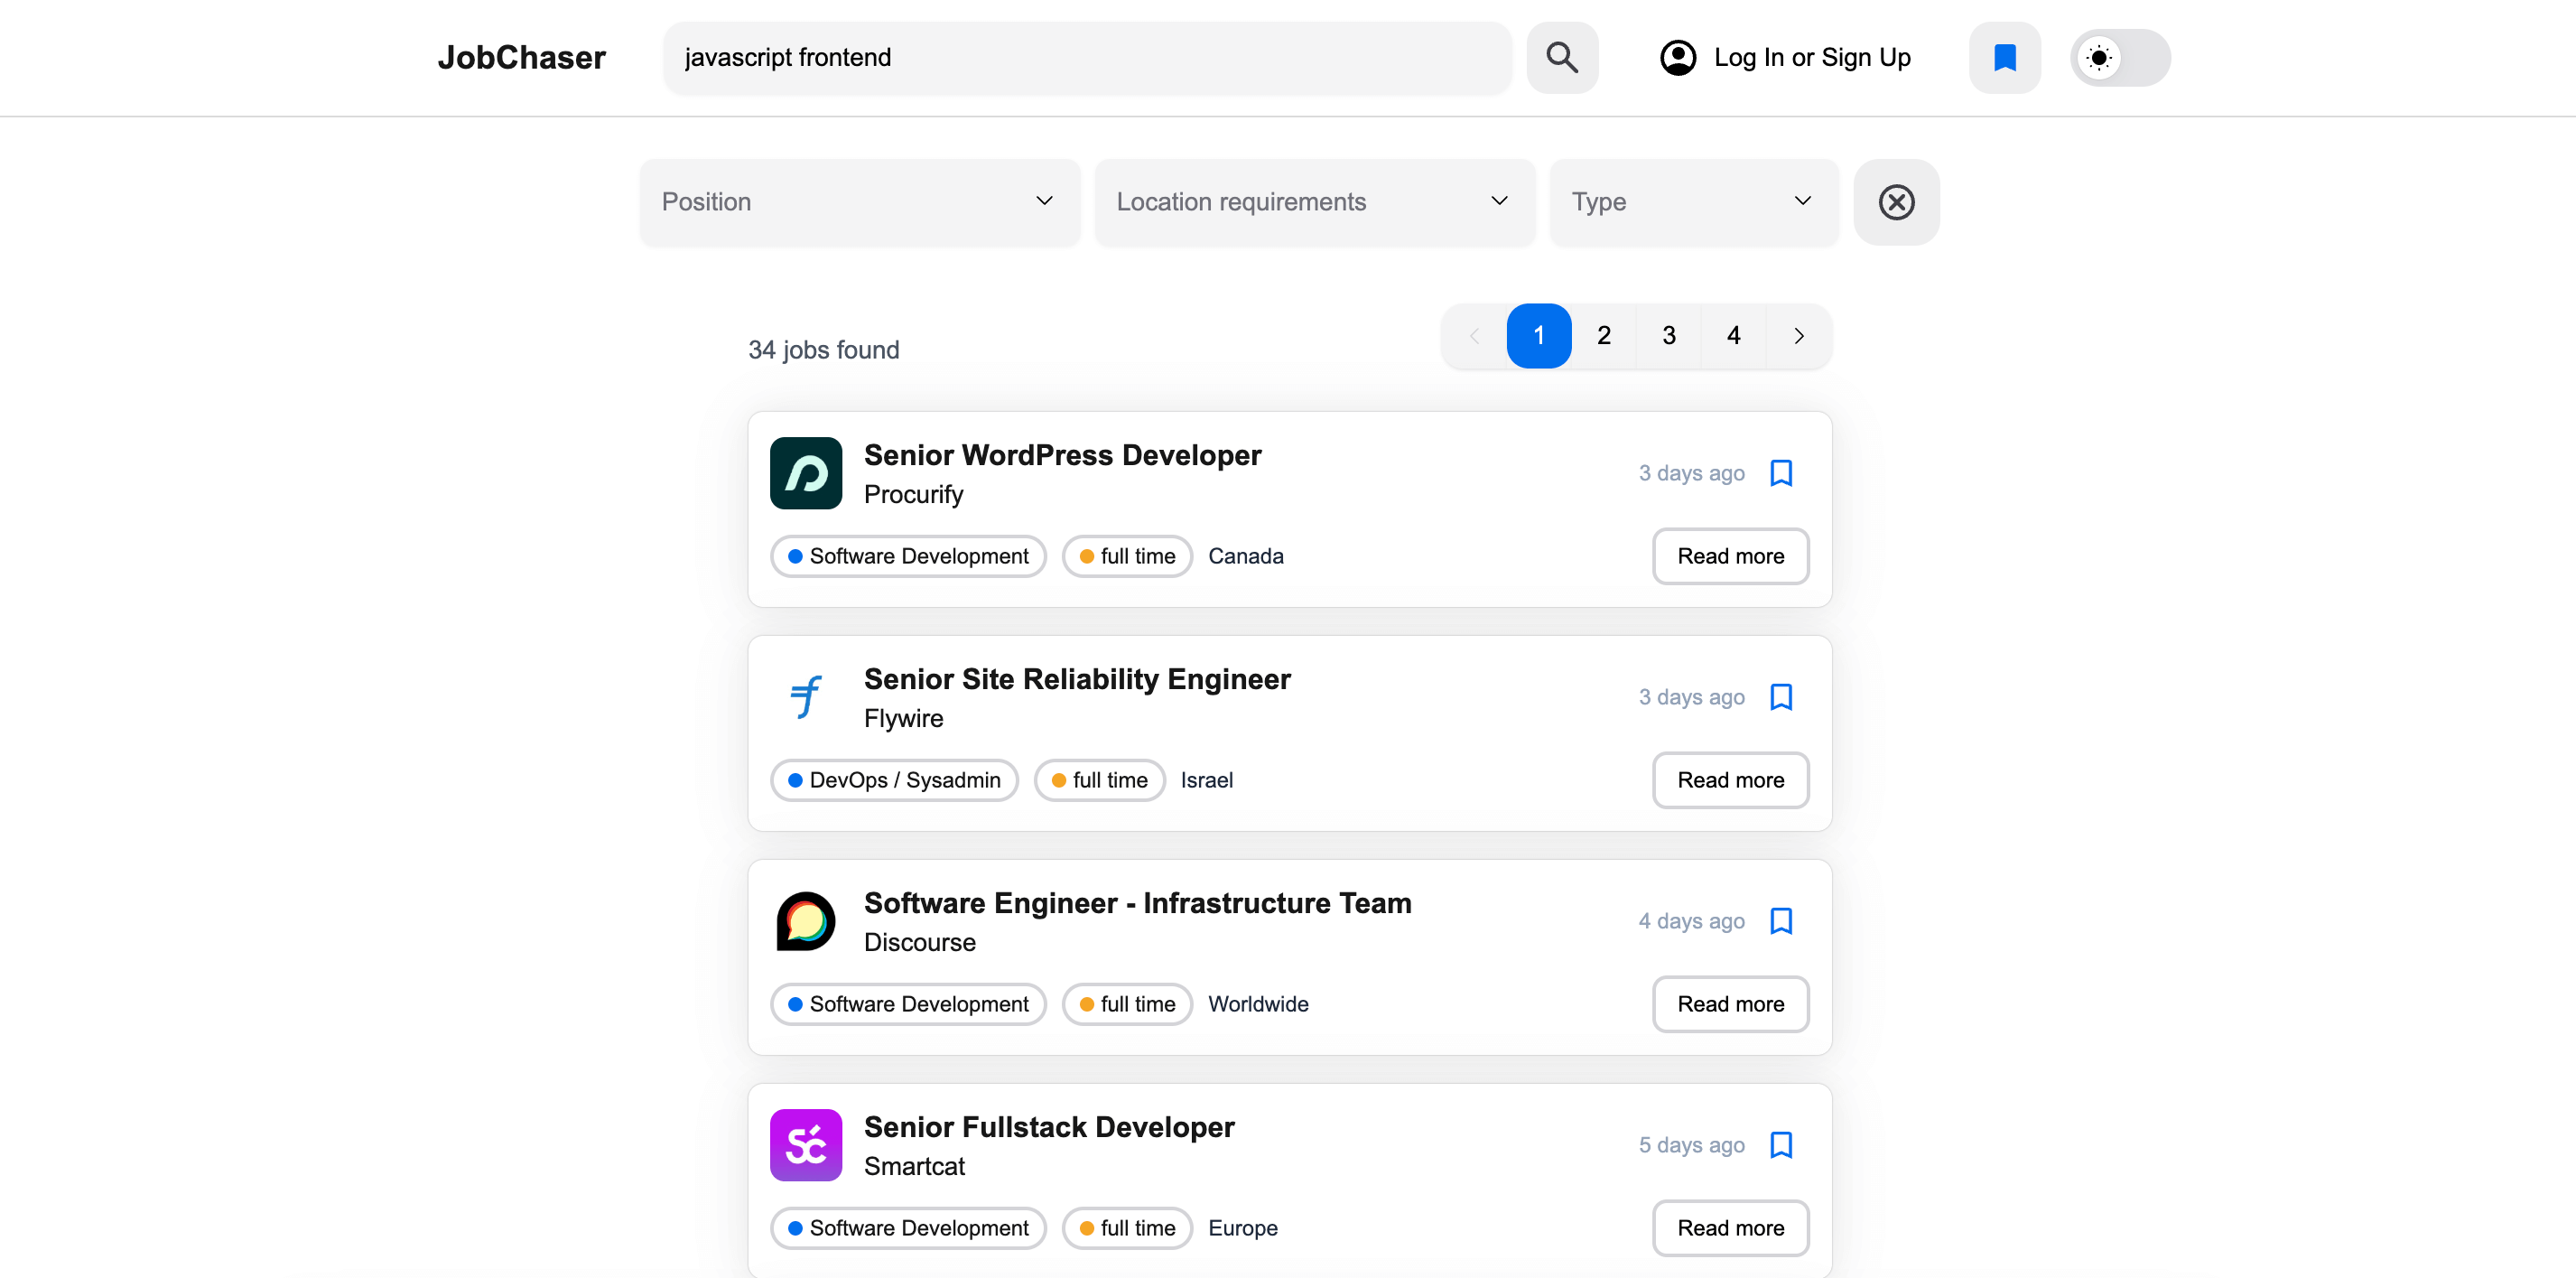 JobChaser
javascript frontend
Log In or Sign Up
Position
Location requirements
Type
34 jobs found
1 2 3 4
Senior WordPress Developer
Procurify
3 days ago
Software Development
full time
Canada
Read more
Senior Site Reliability Engineer
Flywire
3 days ago
DevOps / Sysadmin
full time
Israel
Read more
Software Engineer - Infrastructure Team
Discourse
4 days ago
Software Development
full time
Worldwide
Read more
Sć
Senior Fullstack Developer
Smartcat
5 days ago
Software Development
full time
Europe
Read more